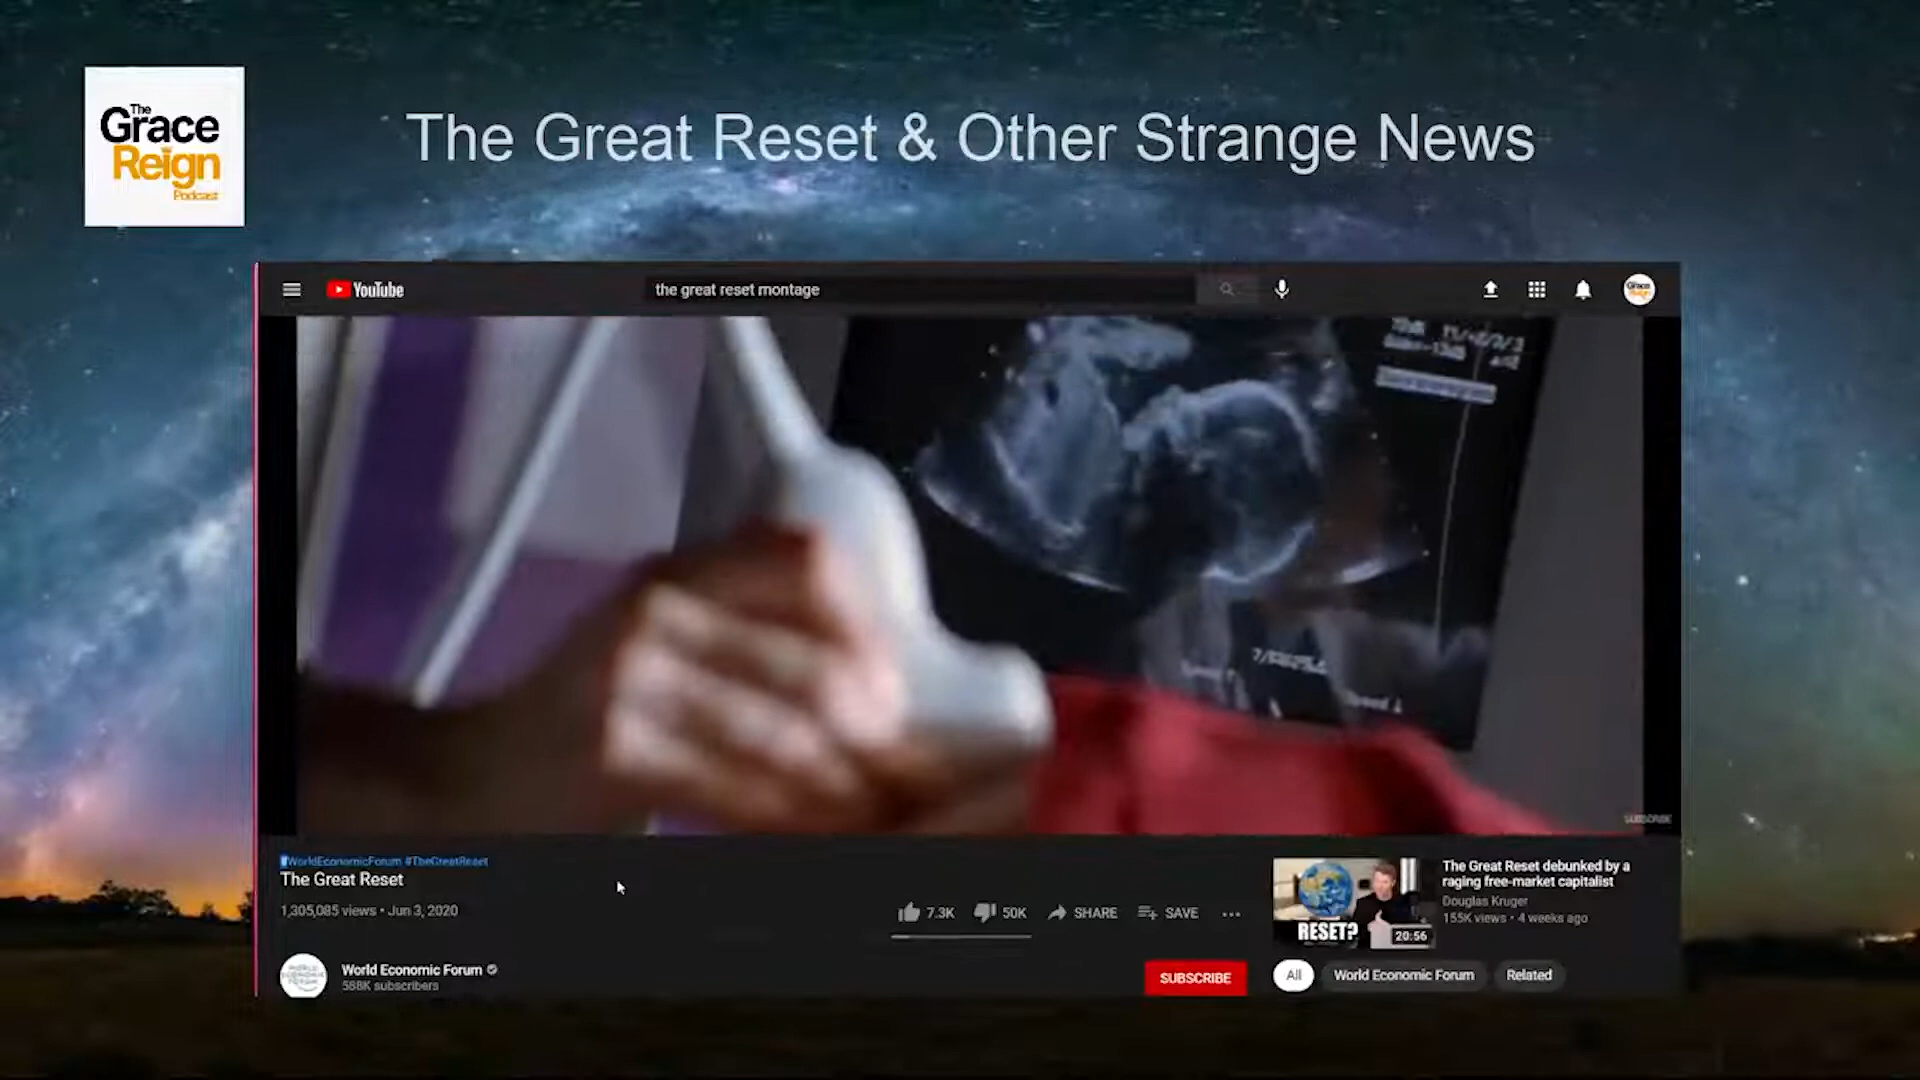 The
Grace
Reign
Podcast
The Great Reset & Other Strange News
YouTube
the great reset montage
SUBSCRIBE
#WorldEconomicForum #TheGreatReset
The Great Reset
1,305,085 views • Jun 3, 2020
7.3K
50K
SHARE
SAVE
World Economic Forum
588K subscribers
SUBSCRIBE
RESET?
20:56
The Great Reset debunked by a
raging free-market capitalist
Douglas Kruger
155K views • 4 weeks ago
All
World Economic Forum
Related